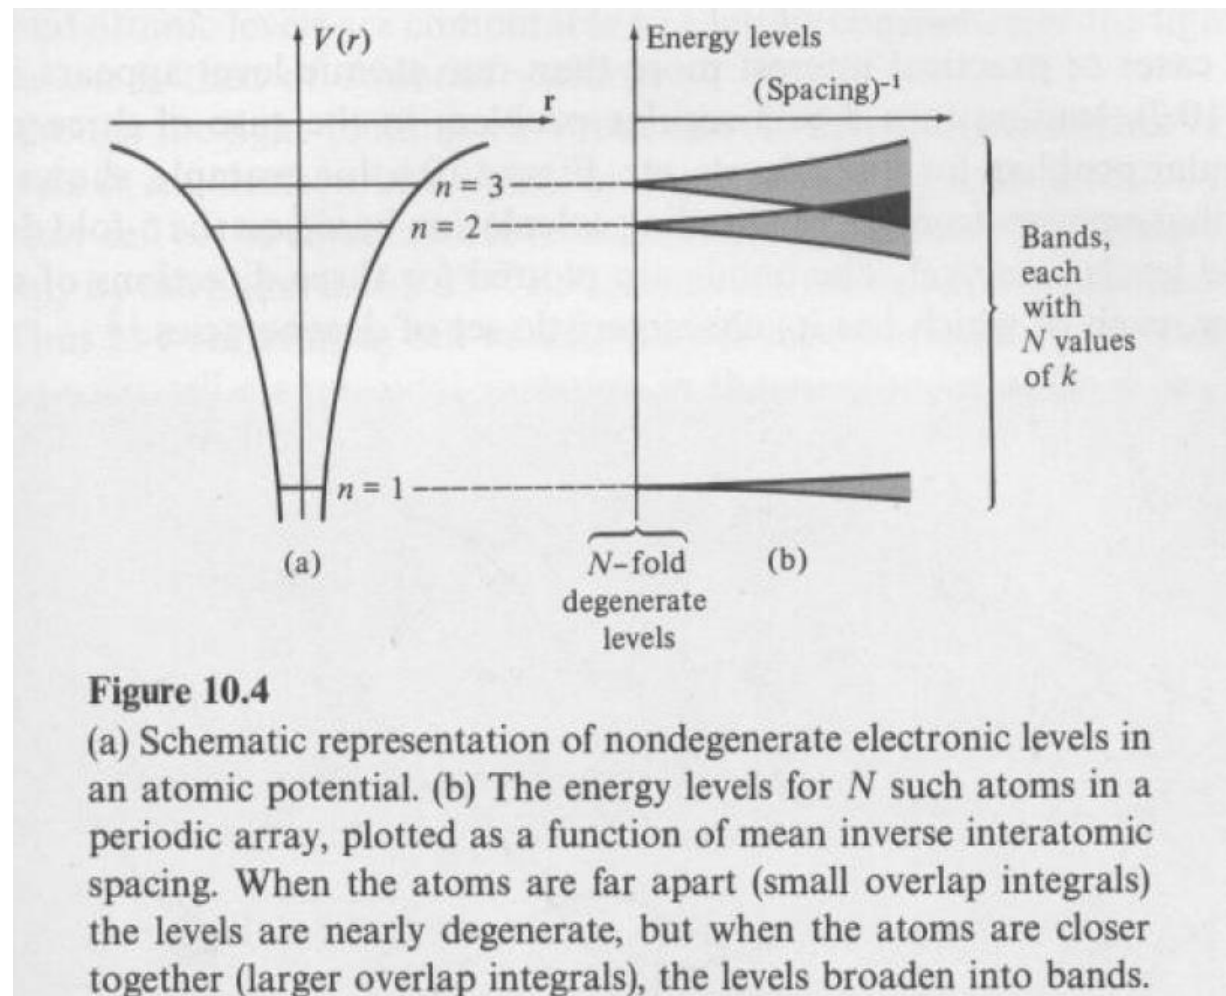 V(r)
r
n = 3
n = 2
n = 1
(a)
Energy levels
(Spacing)⁻¹
Bands,
each
with
N values
of k
N-fold
degenerate
levels
(b)
Figure 10.4
(a) Schematic representation of nondegenerate electronic levels in
an atomic potential. (b) The energy levels for N such atoms in a
periodic array, plotted as a function of mean inverse interatomic
spacing. When the atoms are far apart (small overlap integrals)
the levels are nearly degenerate, but when the atoms are closer
together (larger overlap integrals), the levels broaden into bands.